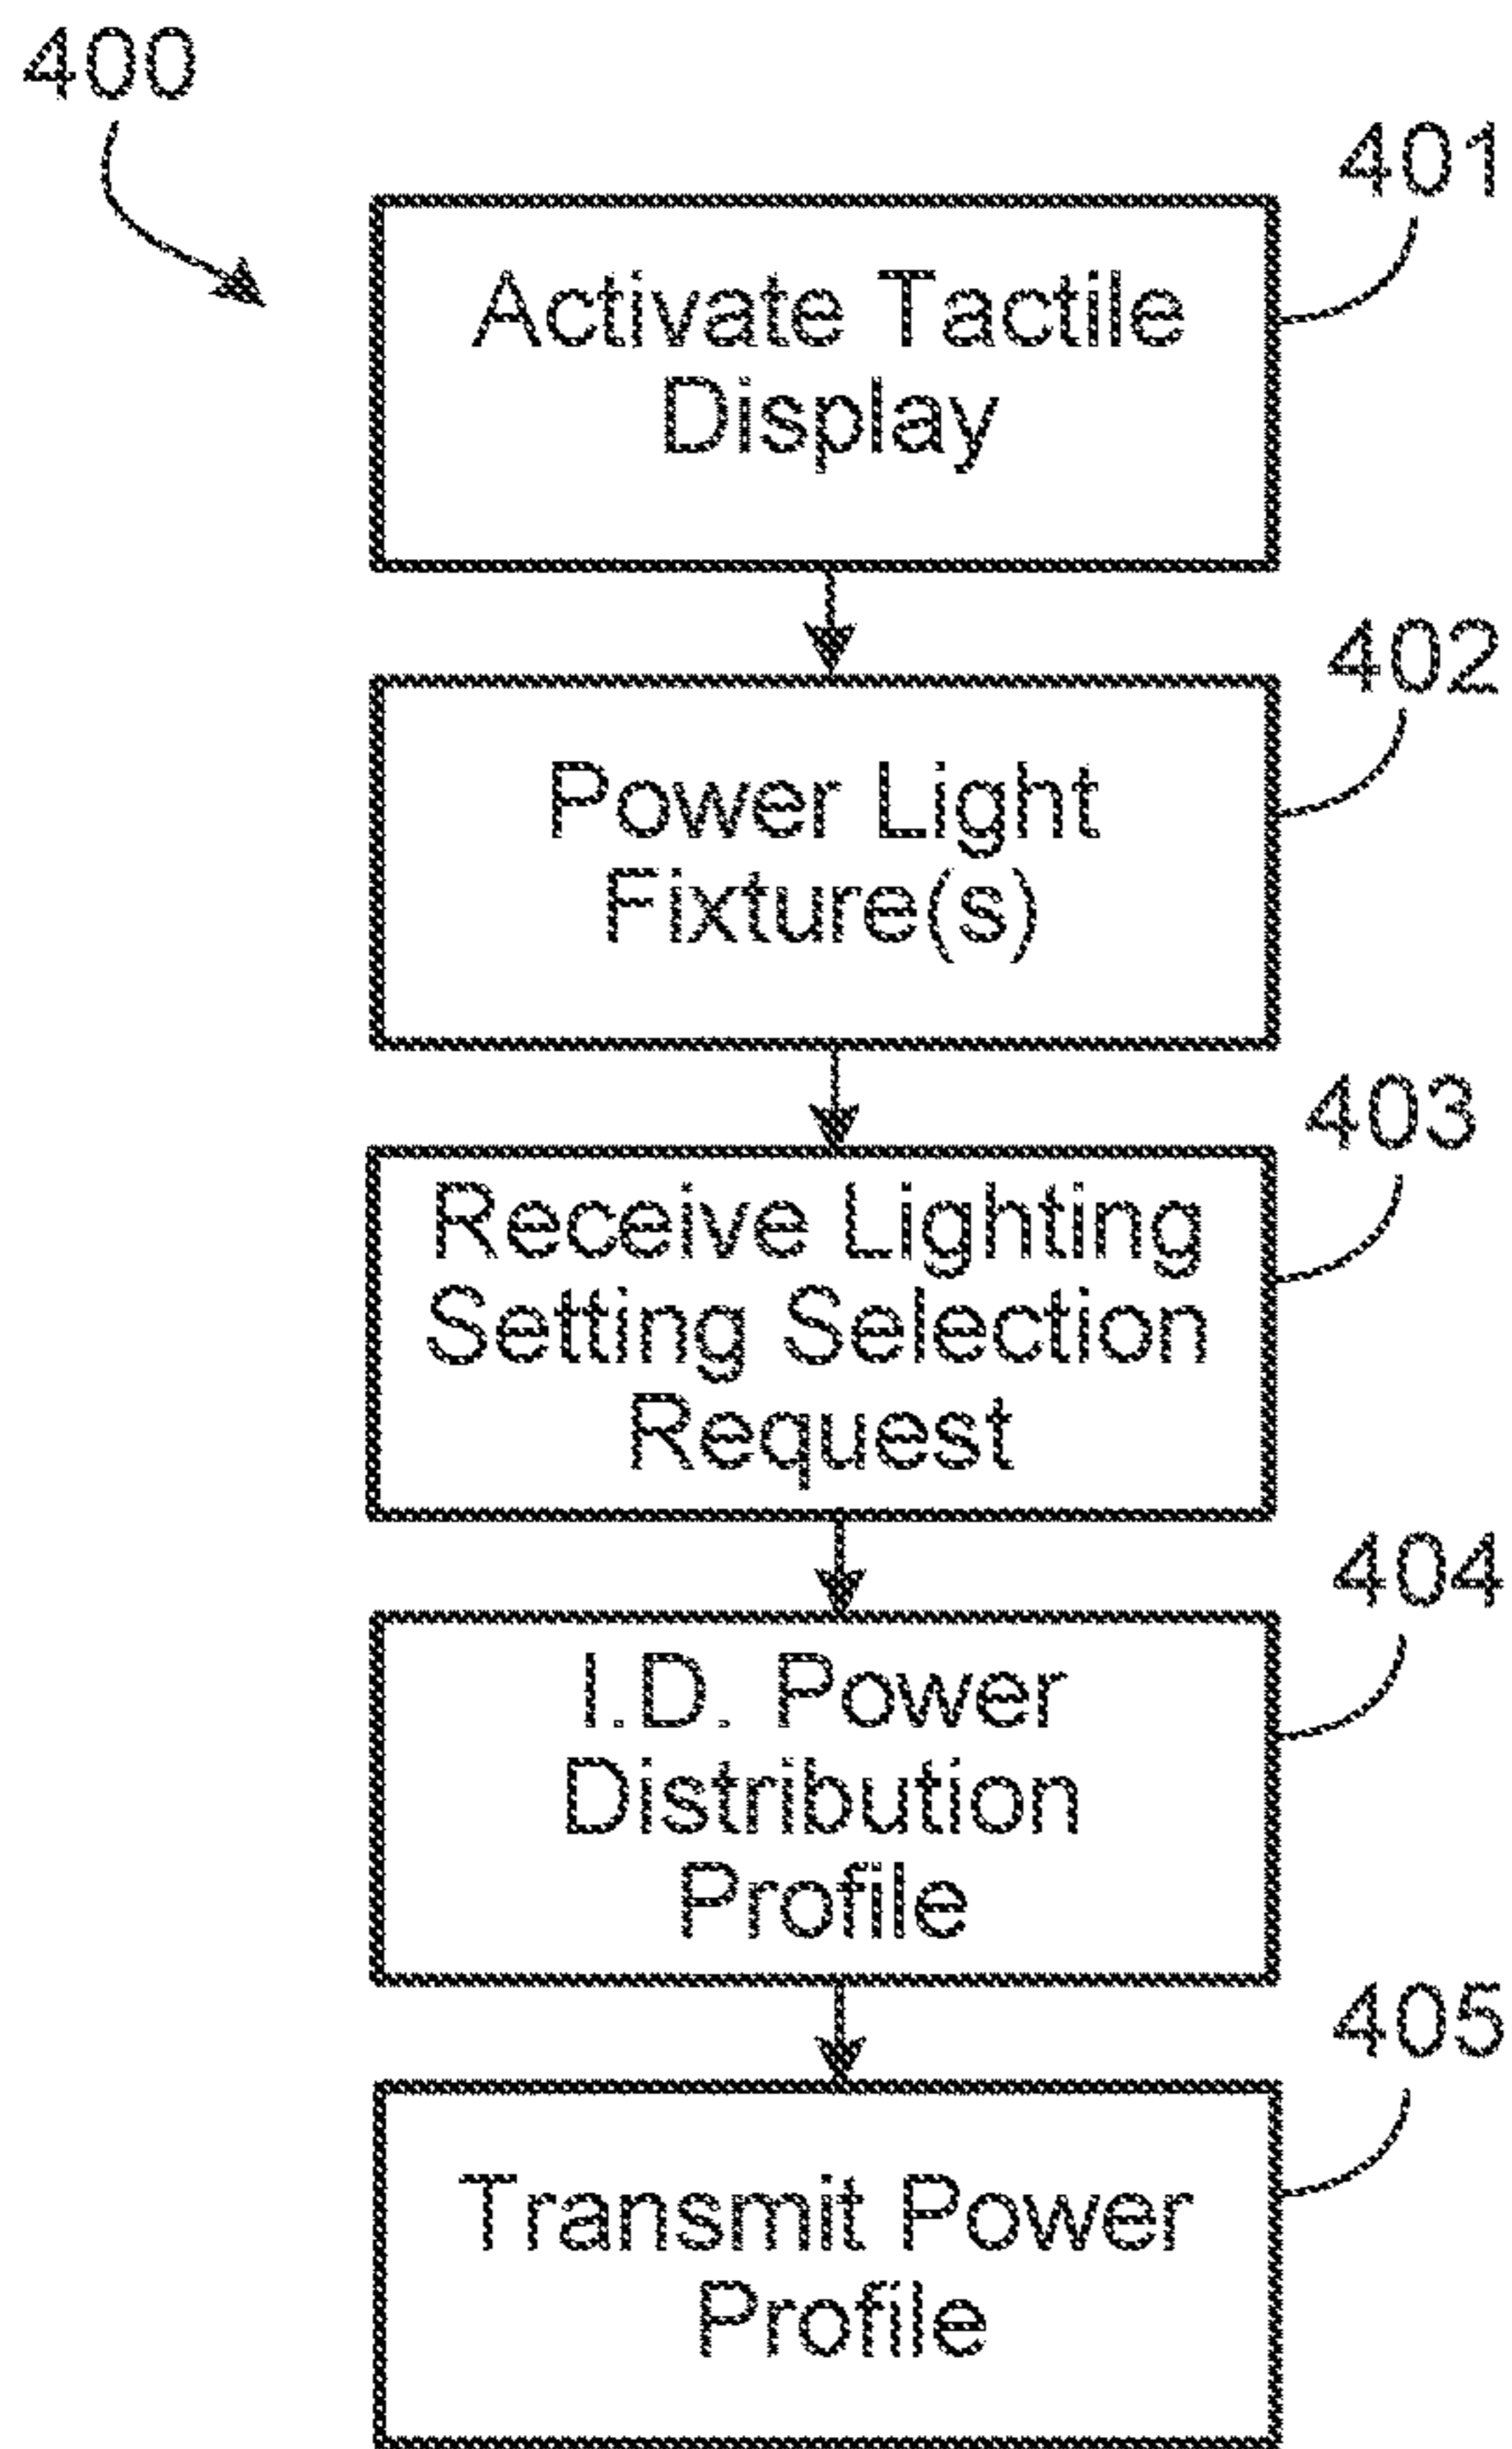 400
401
Activate Tactile
Display
402
Power Light
Fixture(s)
403
Receive Lighting
Setting Selection
Request
404
I.D. Power
Distribution
Profile
405
Transmit Power
Profile